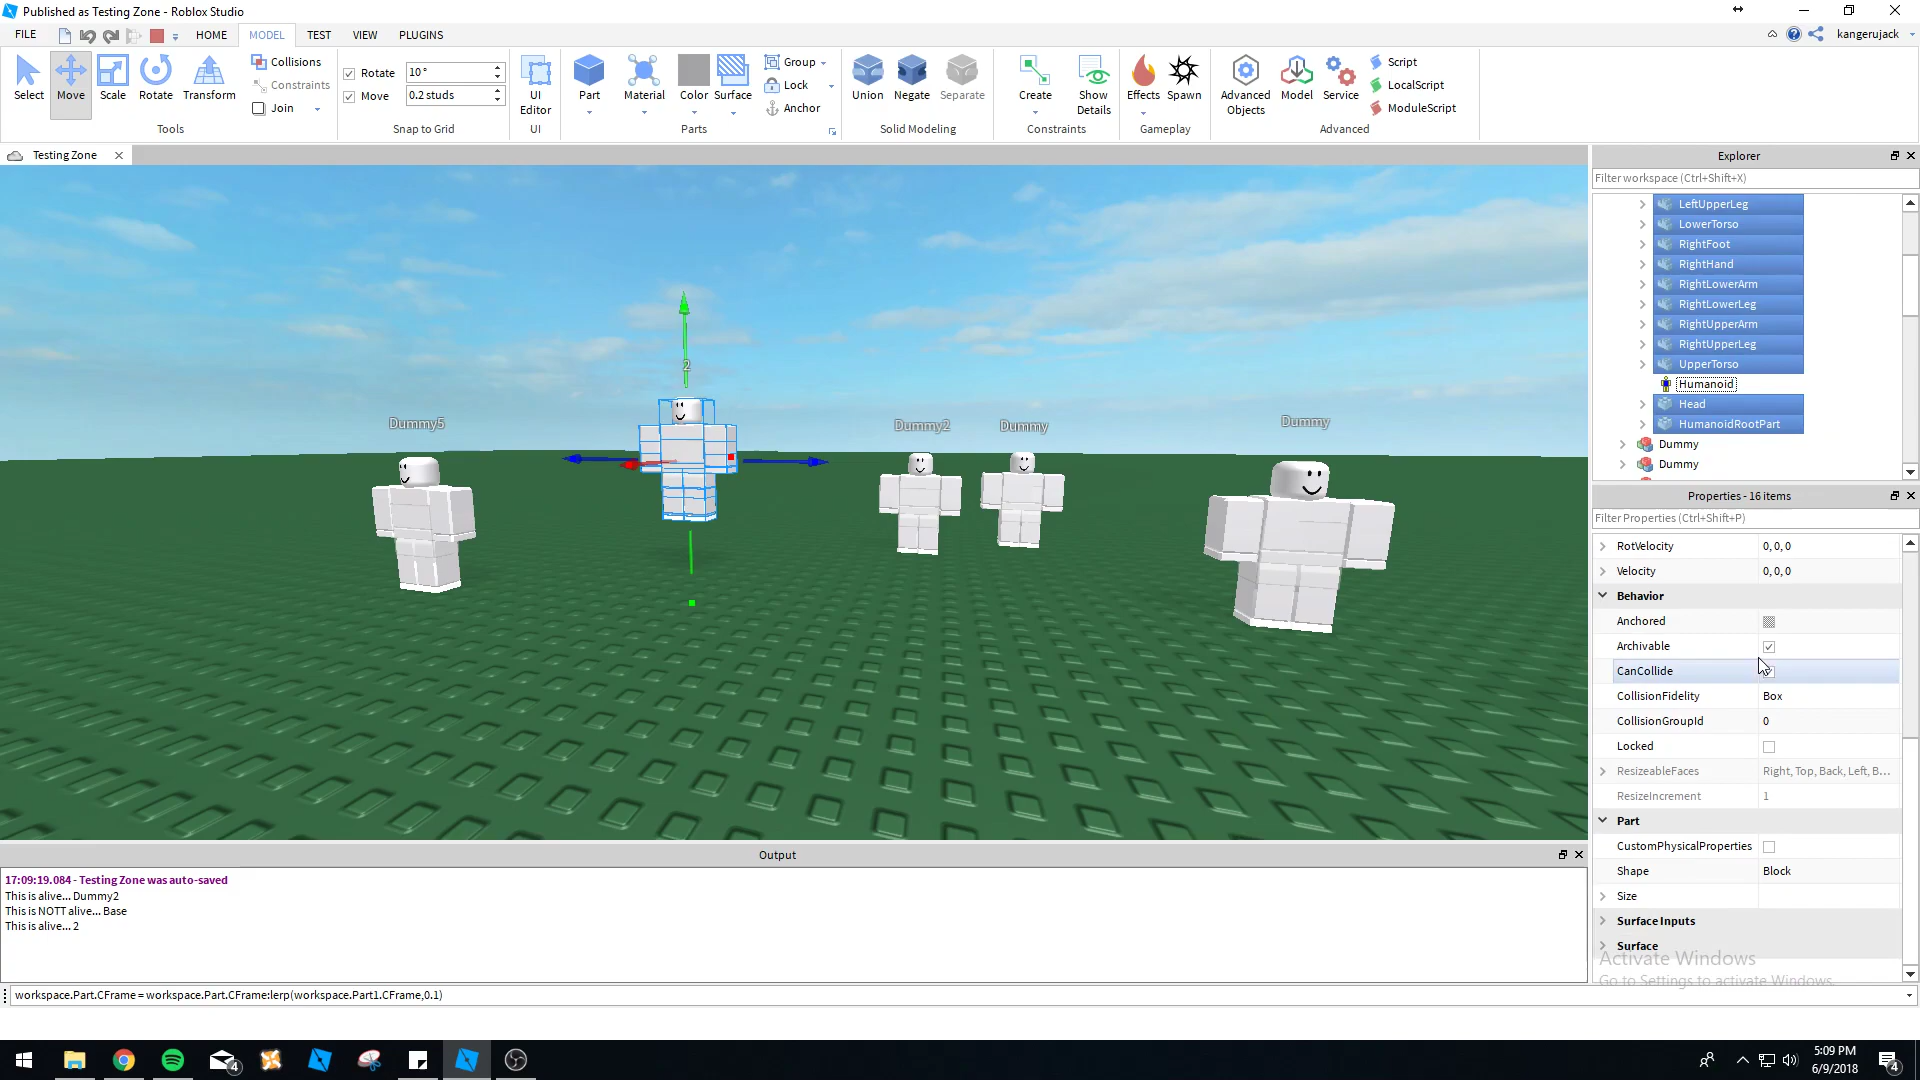 Published as Testing Zone - Roblox Studio
FILE HOME MODEL TEST VIEW PLUGINS kangerujack
Select Move Scale Rotate Transform
Collisions
Constraints
Join
Rotate 10°
Move 0.2 studs
UI Editor
Part Material Color Surface
Group
Lock
Anchor
Union Negate Separate
Create Show Details
Effects Spawn
Advanced Objects Model Service
Script
LocalScript
ModuleScript
Tools Snap to Grid UI Parts Solid Modeling Constraints Gameplay Advanced
Testing Zone
2
Dummy5
Dummy2
Dummy
Dummy
Explorer
Filter workspace (Ctrl+Shift+X)
LeftUpperLeg
LowerTorso
RightFoot
RightHand
RightLowerArm
RightLowerLeg
RightUpperArm
RightUpperLeg
UpperTorso
Humanoid
Head
HumanoidRootPart
Dummy
Dummy
Properties - 16 items
Filter Properties (Ctrl+Shift+P)
RotVelocity 0, 0, 0
Velocity 0, 0, 0
Behavior
Anchored
Archivable
CanCollide
CollisionFidelity Box
CollisionGroupId 0
Locked
ResizeableFaces Right, Top, Back, Left, B...
ResizeIncrement 1
Part
CustomPhysicalProperties
Shape Block
Size
Surface Inputs
Surface
Activate Windows
Go to Settings to activate Windows.
Output
17:09:19.084 - Testing Zone was auto-saved
This is alive... Dummy2
This is NOTT alive... Base
This is alive... 2
workspace.Part.CFrame = workspace.Part.CFrame:lerp(workspace.Part1.CFrame,0.1)
4
5:09 PM
6/9/2018
4